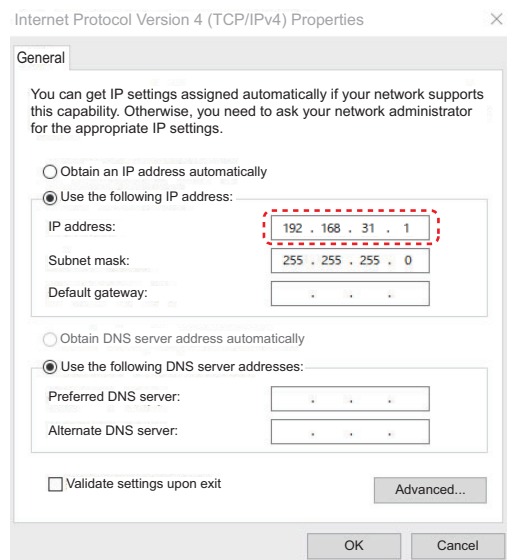 Internet Protocol Version 4 (TCP/IPv4) Properties
General
You can get IP settings assigned automatically if your network supports
this capability. Otherwise, you need to ask your network administrator
for the appropriate IP settings.
Obtain an IP address automatically
Use the following IP address:
IP address: 192 . 168 . 31 . 1
Subnet mask: 255 . 255 . 255 . 0
Default gateway: . . .
Obtain DNS server address automatically
Use the following DNS server addresses:
Preferred DNS server: . . .
Alternate DNS server: . . .
Validate settings upon exit
Advanced...
OK Cancel